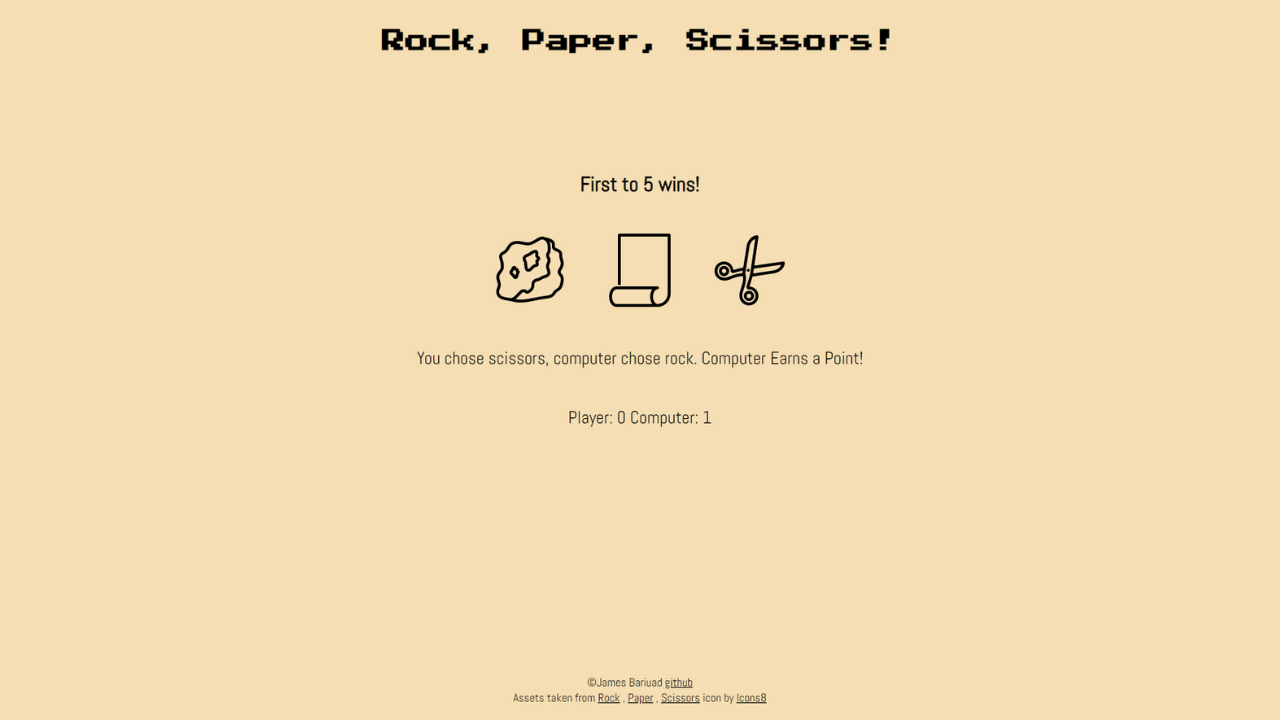 Rock, Paper, Scissors!
First to 5 wins!
You chose scissors, computer chose rock. Computer Earns a Point!
Player: 0 Computer: 1
©James Bariuad github
Assets taken from Rock , Paper , Scissors icon by Icons8